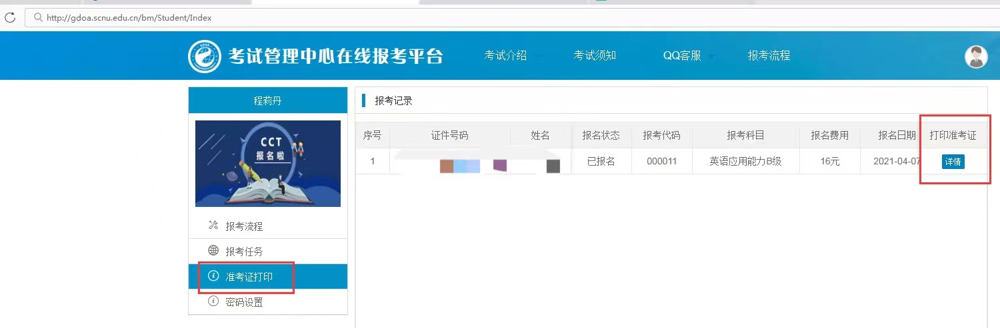 http://gdoa.scnu.edu.cn/bm/Student/Index
考试管理中心在线报考平台 考试介绍 考试须知 QQ客服 报考流程
程莉丹
CCT
报名啦
报考流程
报考任务
准考证打印
密码设置
报考记录
序号 证件号码 姓名 报名状态 报考代码 报考科目 报名费用 报名日期 打印准考证
1 已报名 000011 英语应用能力B级 16元 2021-04-07 详情